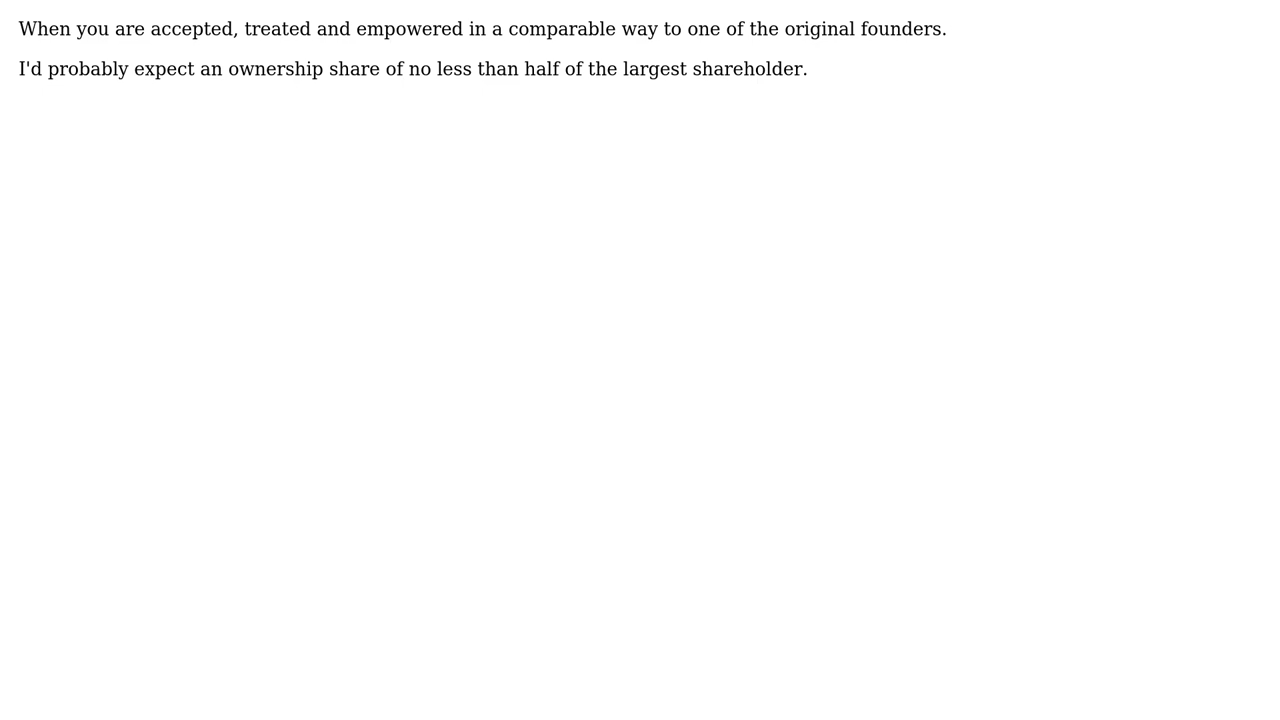 When you are accepted, treated and empowered in a comparable way to one of the original founders.
I'd probably expect an ownership share of no less than half of the largest shareholder.